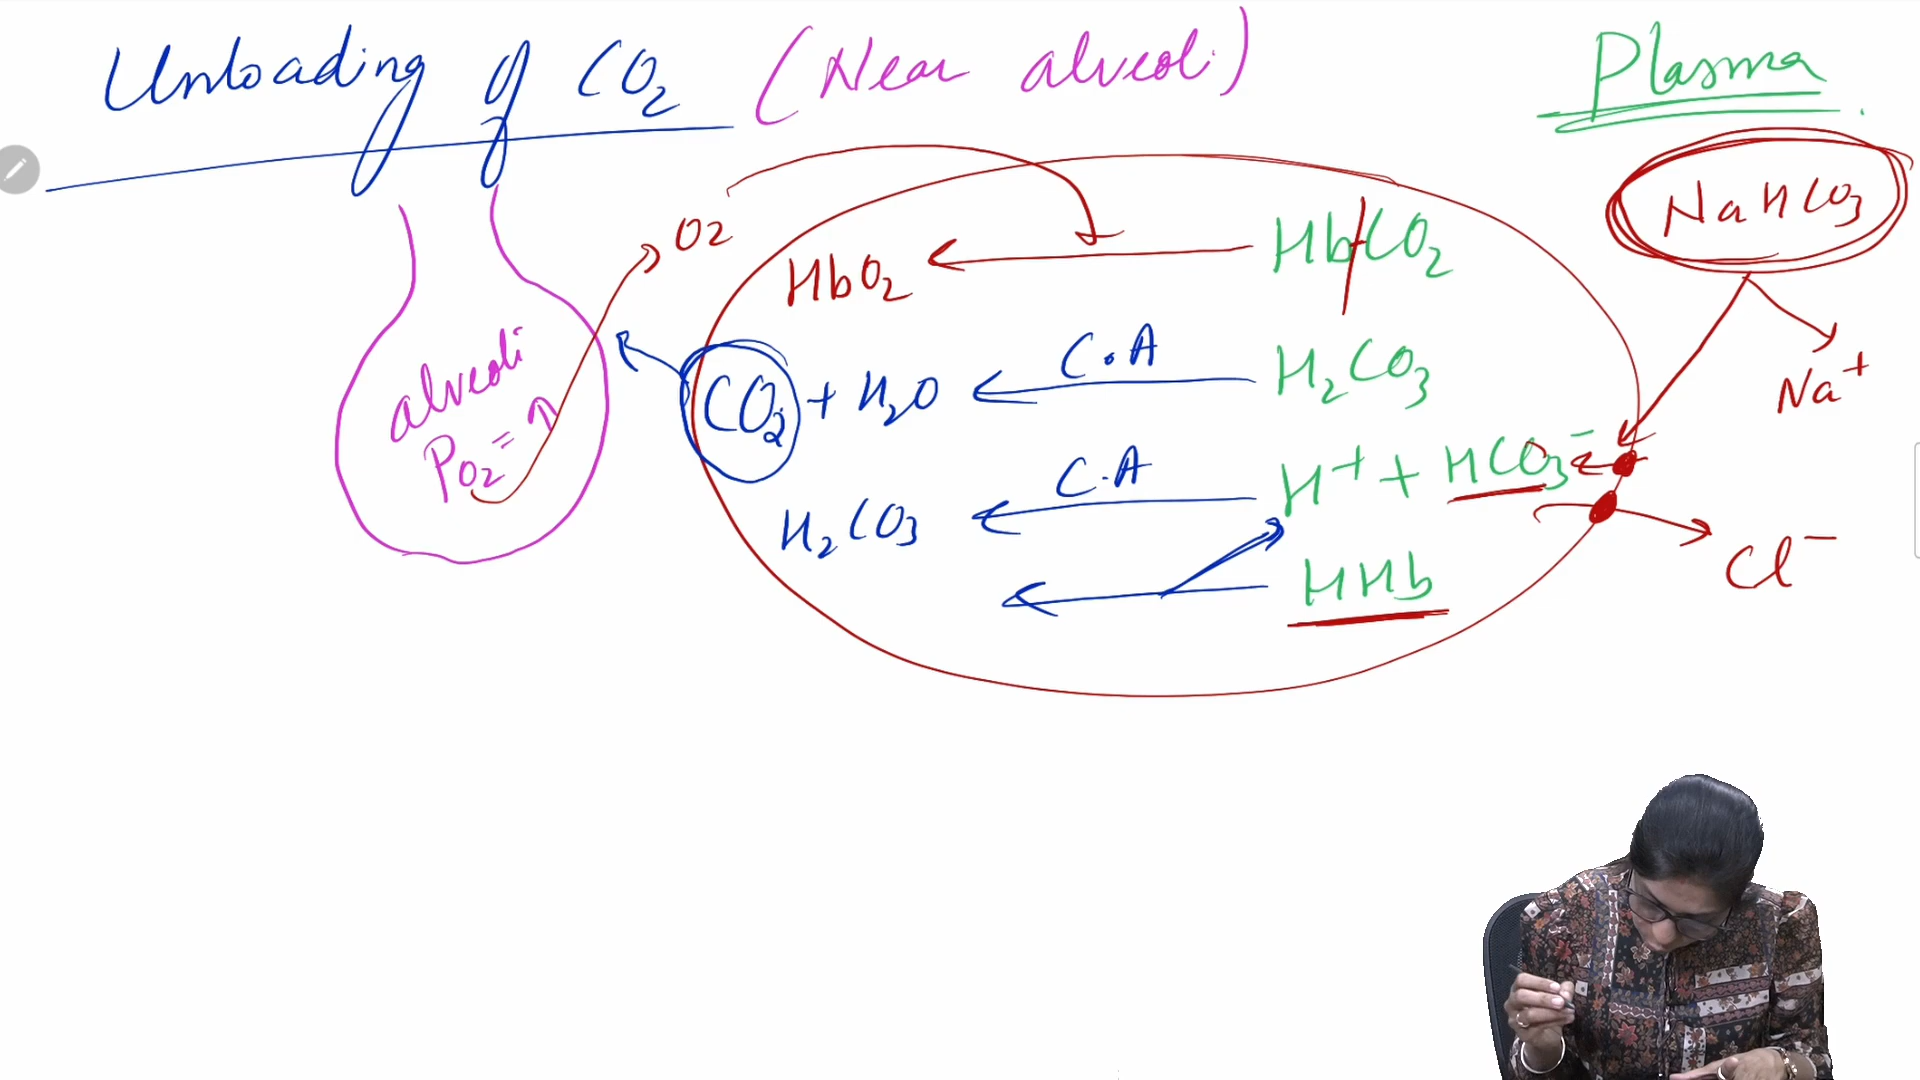 Unloading of CO2 (Near alveoli)
Plasma
NaHCO3
O2
HbO2
HbCO2
alveoli
PO2 = ↑
CO2 + H2O
C.A
H2CO3
Na+
H2CO3
C.A
H+ + HCO3-
HHb
Cl-